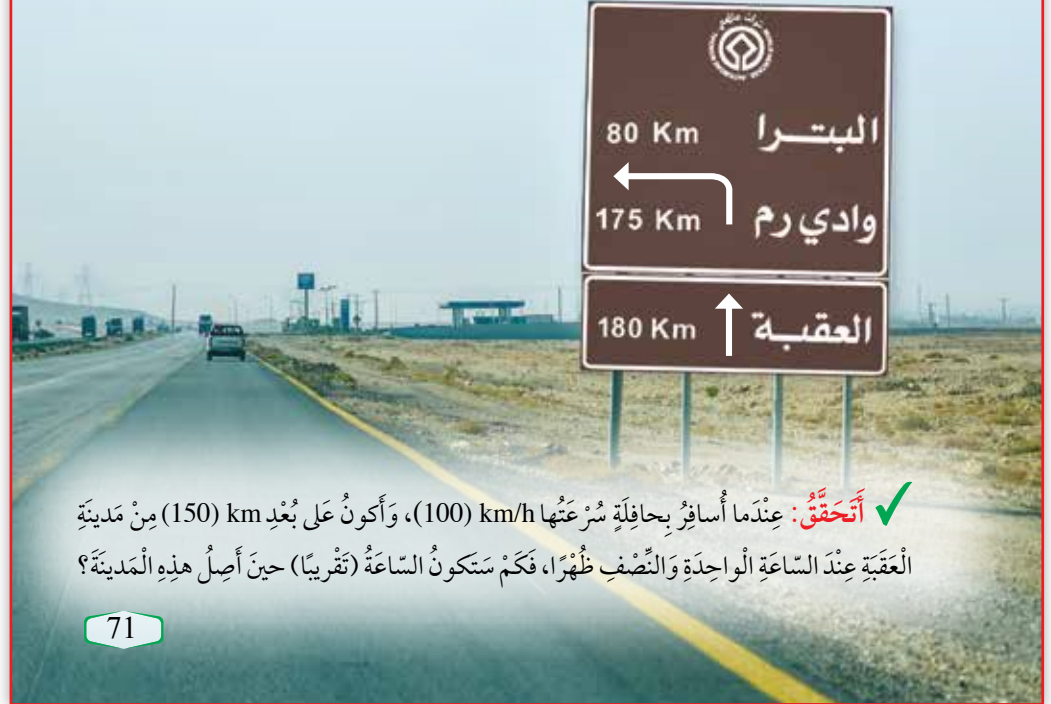 البتـــرا 80 Km
وادي رم 175 Km
العقبـة 180 Km
أَتَحَقَّقُ: عِنْدَما أُسافِرُ بِحافِلَةٍ سُرْعَتُها (100) km/h، وَأَكونُ عَلى بُعْدِ (150) km مِنْ مَدينَةِ
الْعَقَبَةِ عِنْدَ السّاعَةِ الْواحِدَةِ وَالنِّصْفِ ظُهْرًا، فَكَمْ سَتَكونُ السّاعَةُ (تَقْريبًا) حينَ أَصِلُ هذِهِ الْمَدينَةَ؟
71